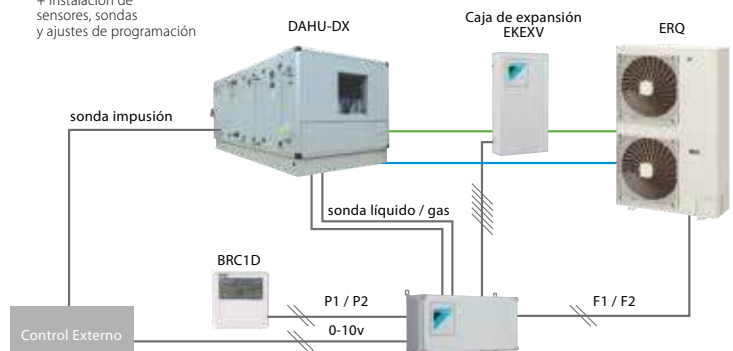 + Instalación de
sensores, sondas
y ajustes de programación
DAHU-DX
Caja de expansión
EKEXV
ERQ
sonda impusión
sonda líquido / gas
BRC1D
P1 / P2
F1 / F2
0-10v
Control Externo